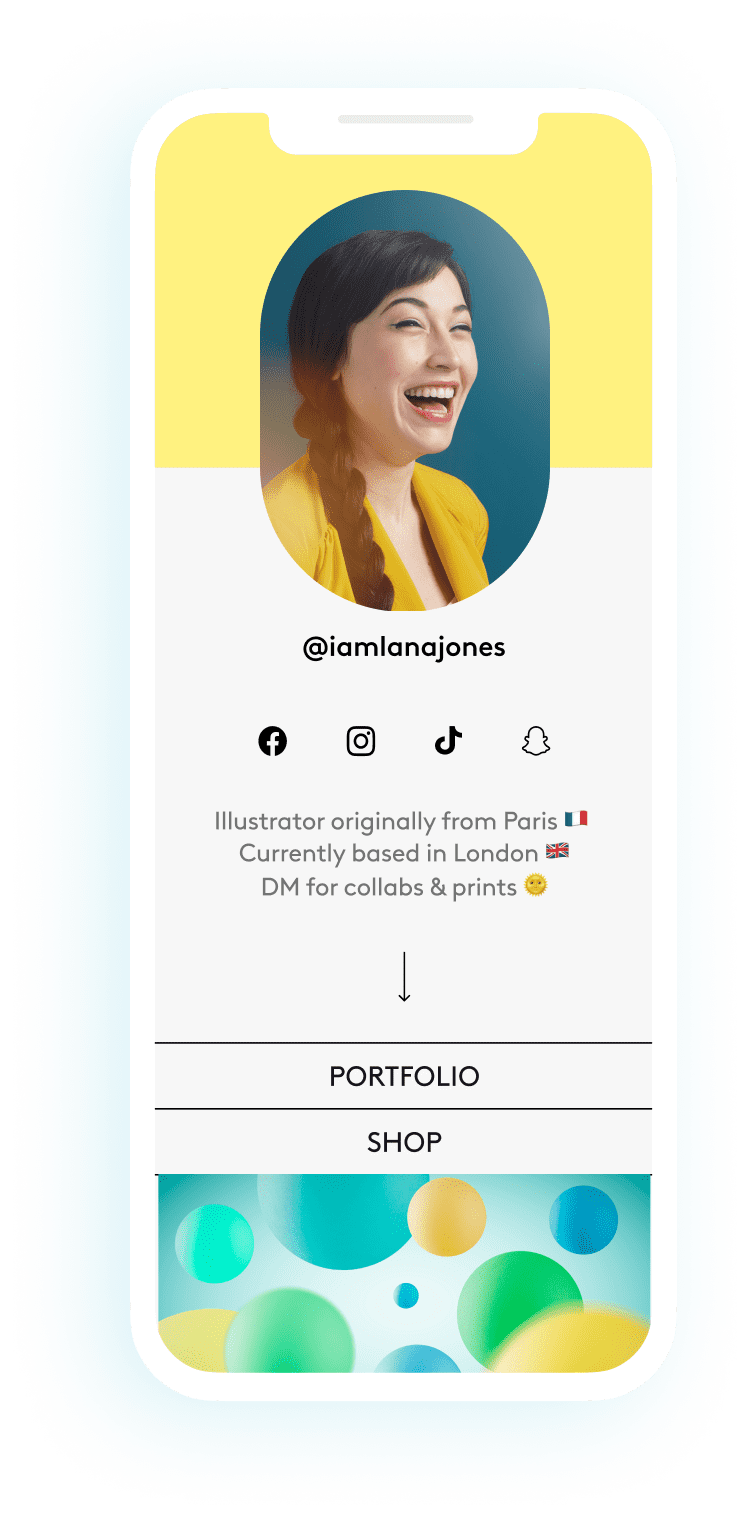 @iamlanajones
Illustrator originally from Paris 🇫🇷
Currently based in London 🇬🇧
DM for collabs & prints 🌞
PORTFOLIO
SHOP